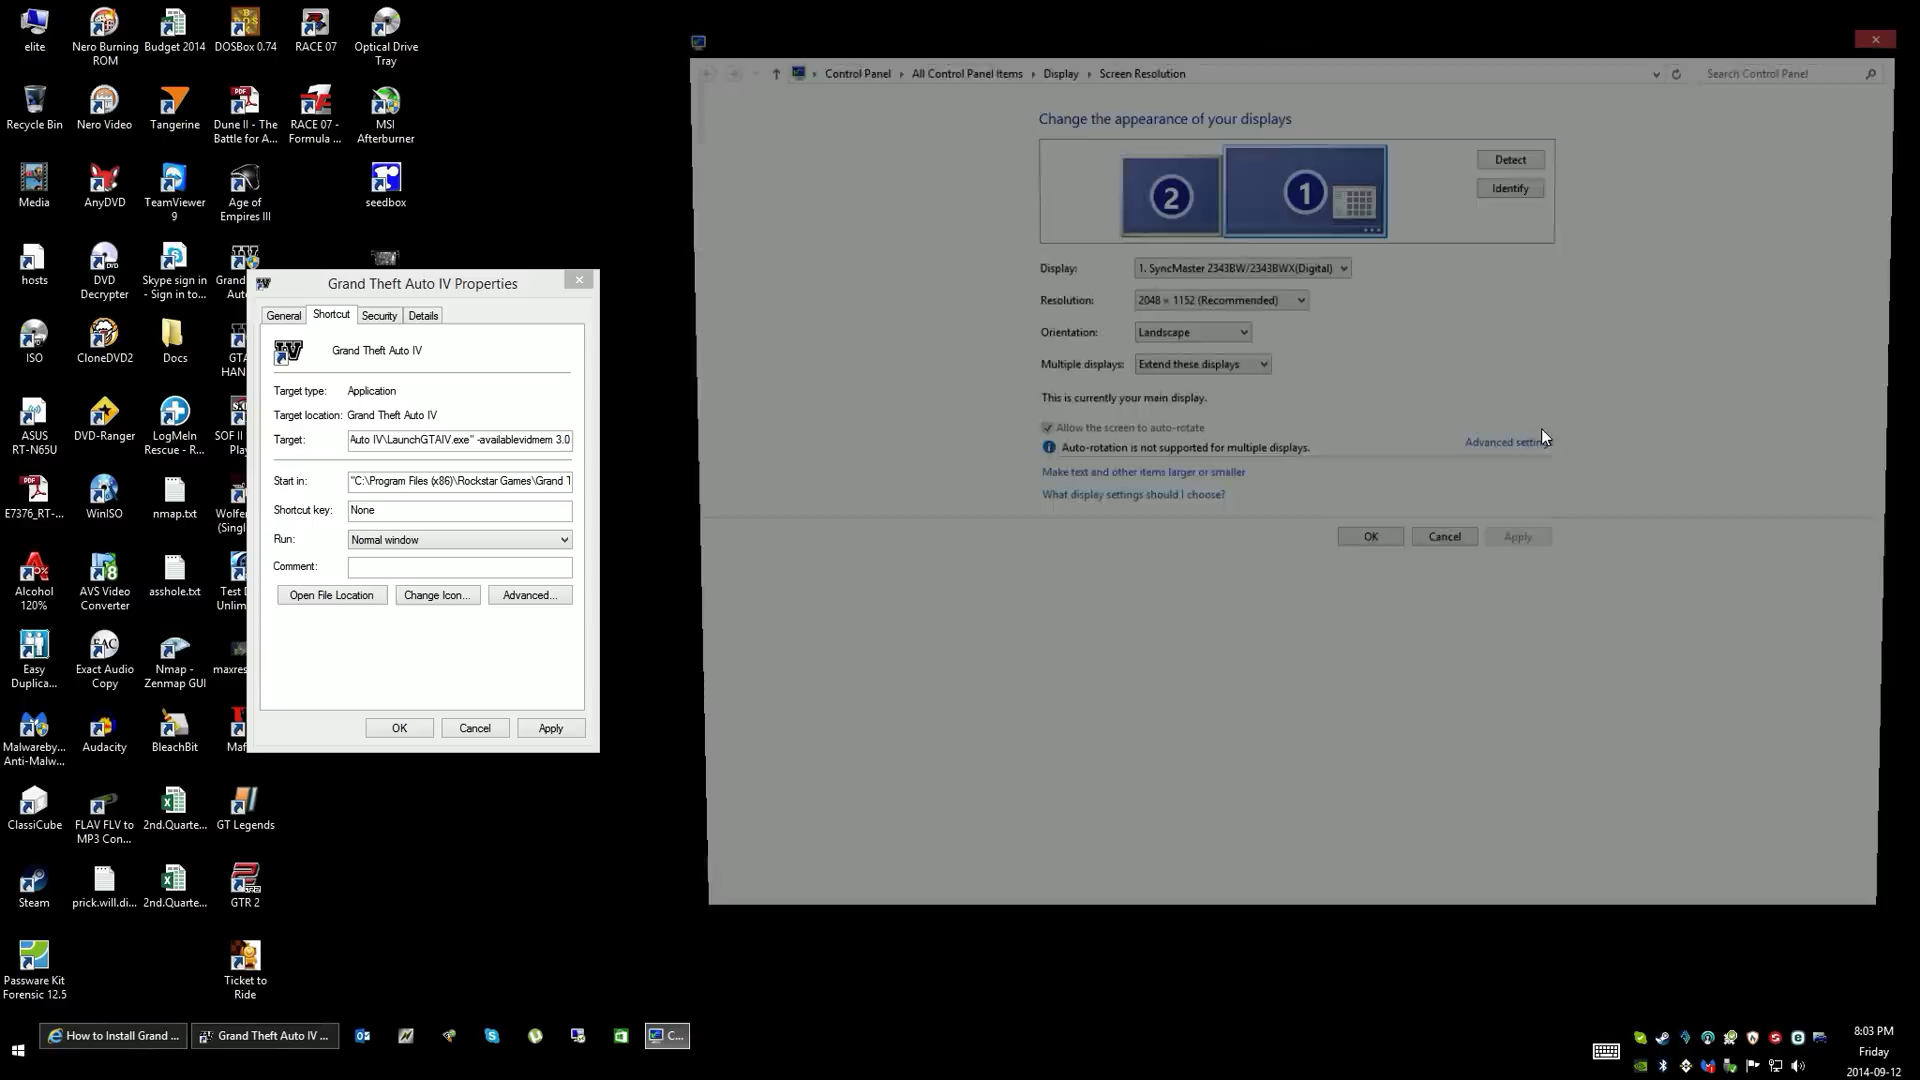 elite
Nero Burning
ROM
Budget 2014
DOSBox 0.74
RACE 07
Optical Drive
Tray
Recycle Bin
Nero Video
Tangerine
Dune II - The
Battle for A...
RACE 07 -
Formula ...
MSI
Afterburner
Media
AnyDVD
TeamViewer
9
Age of
Empires III
seedbox
hosts
DVD
Decrypter
Skype sign in
- Sign in to...
ISO
CloneDVD2
Docs
GTA
HAN
ASUS
RT-N65U
DVD-Ranger
LogMeIn
Rescue - R...
SOF II
Play
E7376_RT-...
WinISO
nmap.txt
Wolfen
(Singl
Alcohol
120%
AVS Video
Converter
asshole.txt
Test D
Unlim
Easy
Duplica...
Exact Audio
Copy
Nmap -
Zenmap GUI
maxres
Malwareby...
Anti-Malw...
Audacity
BleachBit
Maf
ClassiCube
FLAV FLV to
MP3 Con...
2nd.Quarte...
GT Legends
Steam
prick.will.di...
2nd.Quarte...
GTR 2
Passware Kit
Forensic 12.5
Ticket to
Ride
Grand Theft Auto IV Properties
General
Shortcut
Security
Details
Grand Theft Auto IV
Target type: Application
Target location: Grand Theft Auto IV
Target: Auto IV\LaunchGTAIV.exe" -availablevidmem 3.0
Start in: "C:\Program Files (x86)\Rockstar Games\Grand T
Shortcut key: None
Run: Normal window
Comment:
Open File Location
Change Icon...
Advanced...
OK
Cancel
Apply
Control Panel
All Control Panel Items
Display
Screen Resolution
Search Control Panel
Change the appearance of your displays
2
1
Detect
Identify
Display: 1. SyncMaster 2343BW/2343BWX(Digital)
Resolution: 2048 × 1152 (Recommended)
Orientation: Landscape
Multiple displays: Extend these displays
This is currently your main display.
Allow the screen to auto-rotate
Auto-rotation is not supported for multiple displays.
Advanced settin
Make text and other items larger or smaller
What display settings should I choose?
OK
Cancel
Apply
How to Install Grand ...
Grand Theft Auto IV ...
C...
8:03 PM
Friday
2014-09-12